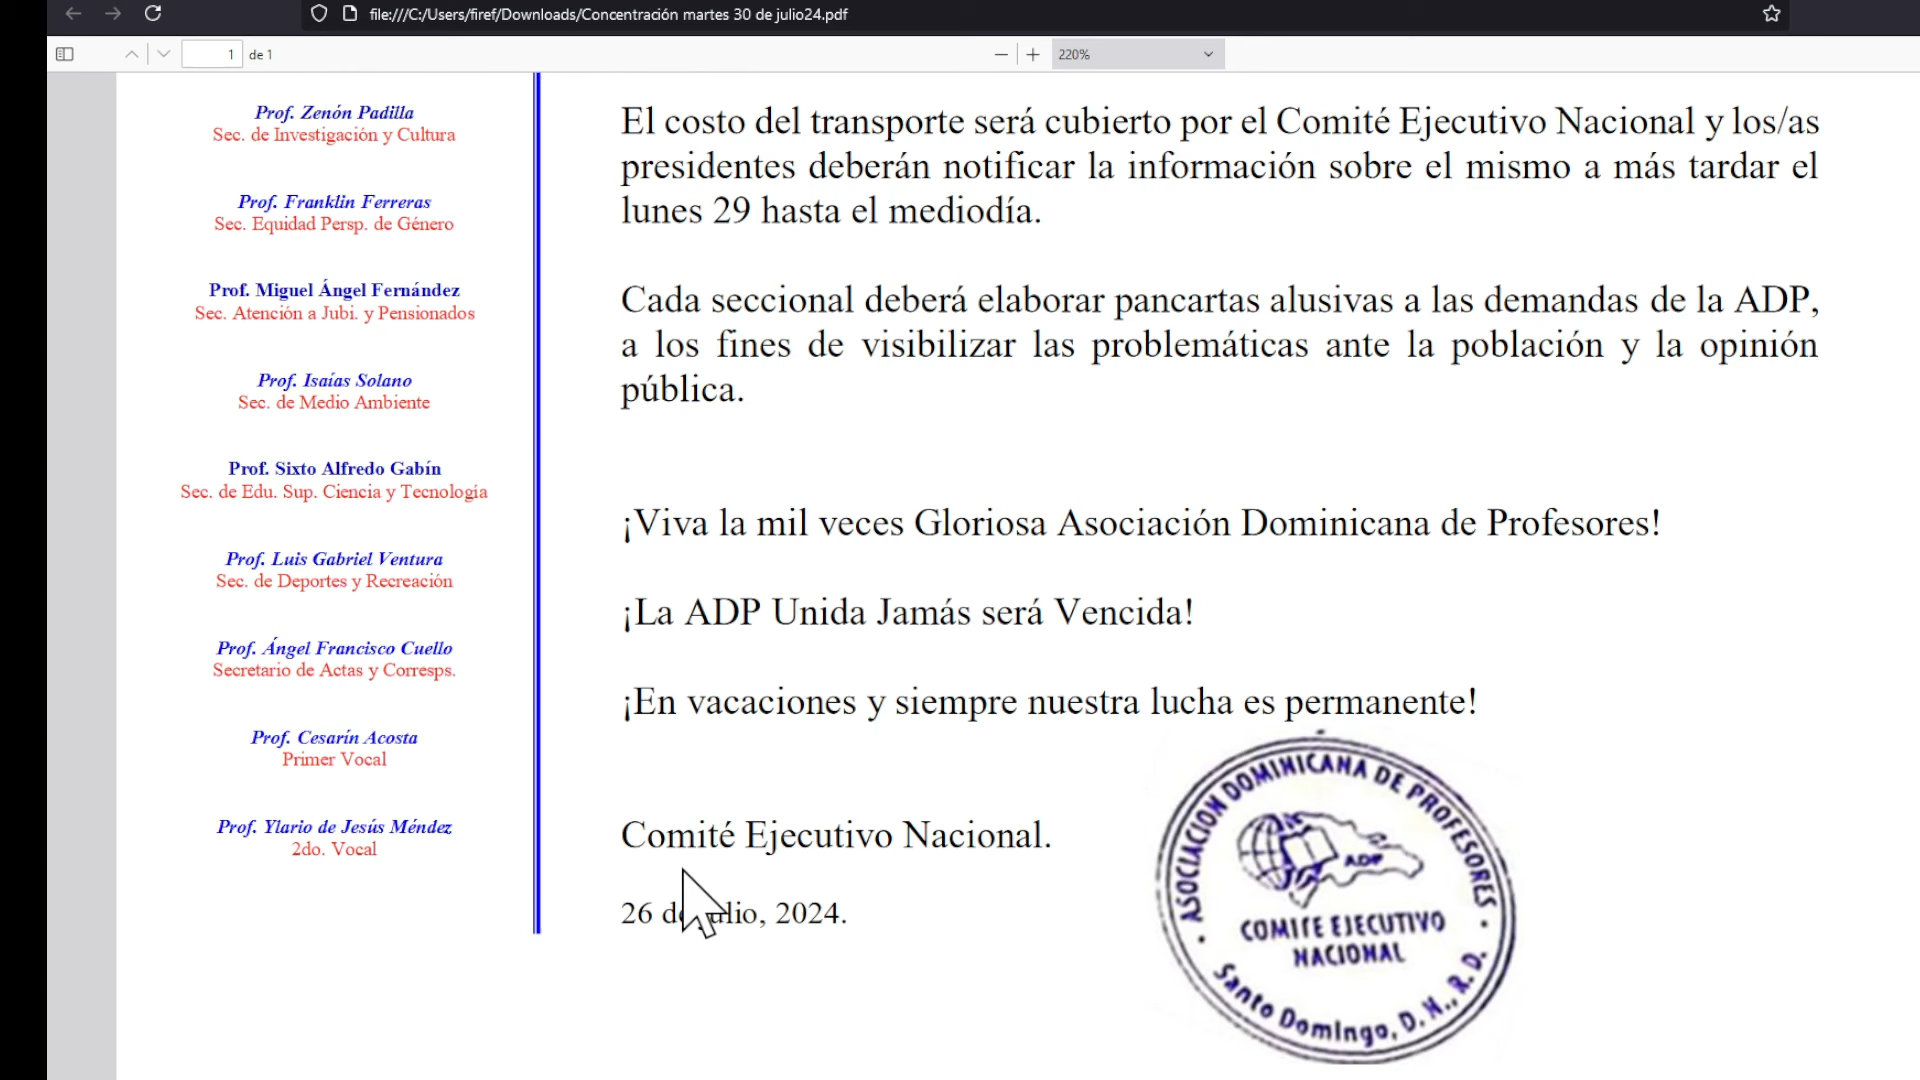 file:///C:/Users/firef/Downloads/Concentración martes 30 de julio24.pdf
1 de 1
220%
Prof. Zenón Padilla
Sec. de Investigación y Cultura
Prof. Franklin Ferreras
Sec. Equidad Persp. de Género
Prof. Miguel Ángel Fernández
Sec. Atención a Jubi. y Pensionados
Prof. Isaías Solano
Sec. de Medio Ambiente
Prof. Sixto Alfredo Gabín
Sec. de Edu. Sup. Ciencia y Tecnología
Prof. Luis Gabriel Ventura
Sec. de Deportes y Recreación
Prof. Ángel Francisco Cuello
Secretario de Actas y Corresps.
Prof. Cesarín Acosta
Primer Vocal
Prof. Ylario de Jesús Méndez
2do. Vocal
El costo del transporte será cubierto por el Comité Ejecutivo Nacional y los/as
presidentes deberán notificar la información sobre el mismo a más tardar el
lunes 29 hasta el mediodía.
Cada seccional deberá elaborar pancartas alusivas a las demandas de la ADP,
a los fines de visibilizar las problemáticas ante la población y la opinión
pública.
¡Viva la mil veces Gloriosa Asociación Dominicana de Profesores!
¡La ADP Unida Jamás será Vencida!
¡En vacaciones y siempre nuestra lucha es permanente!
Comité Ejecutivo Nacional.
26 de julio, 2024.
ASOCIACION DOMINICANA DE PROFESORES
ADP
COMITE EJECUTIVO
NACIONAL
Santo Domingo, D. N., R. D.